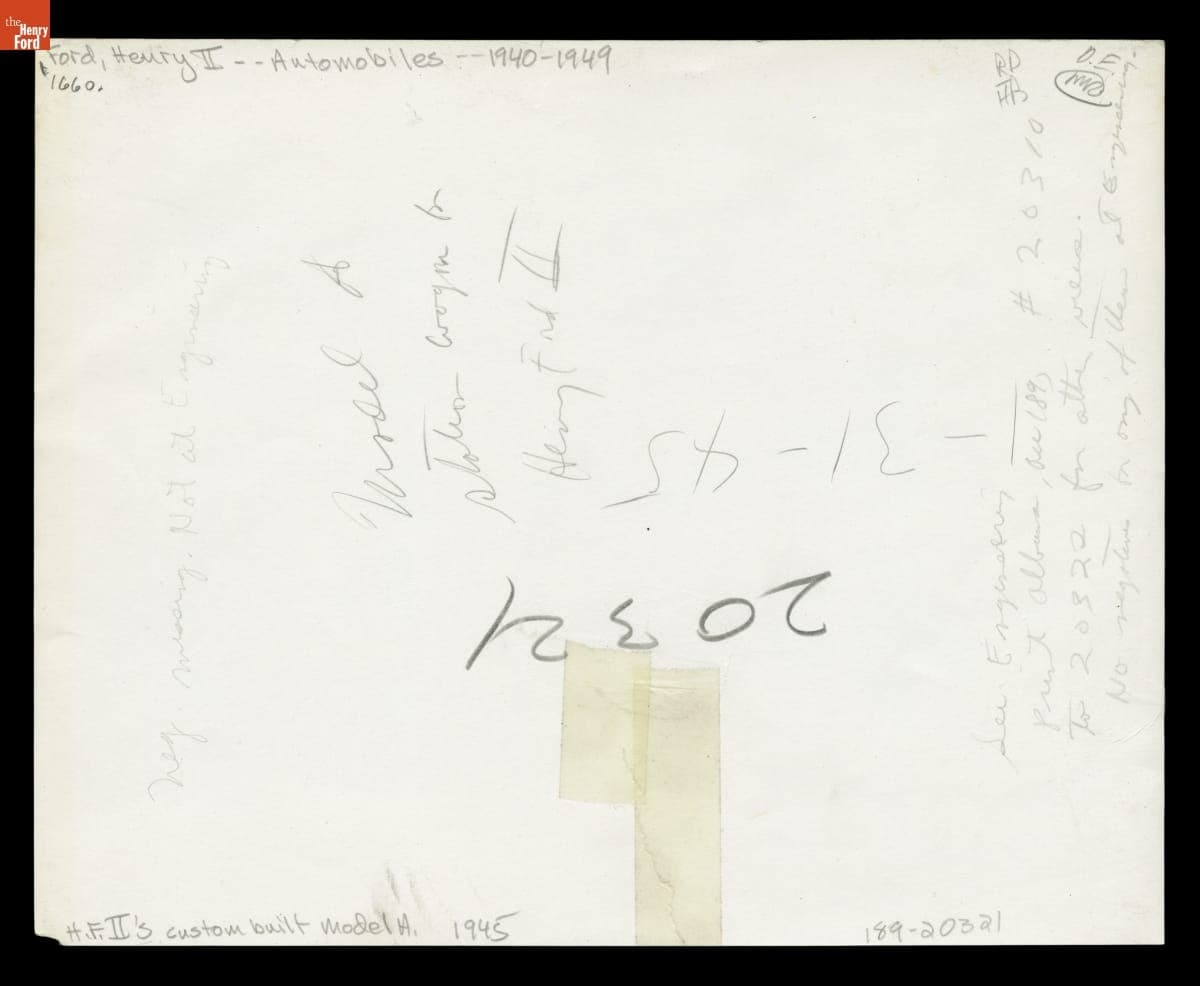 the
Henry
Ford
Ford, Henry II -- Automobiles -- 1940-1949
1660.
Neg. missing. Not at Engineering
Model A
station wagon for
Henry Ford II
1-31-45
20321
See Engineering
print album, acc 189, # 20310
To 20322 for other views.
No negatives for any of them at Engineering.
D.F.
H.F. II's custom built model A. 1945
189-20321